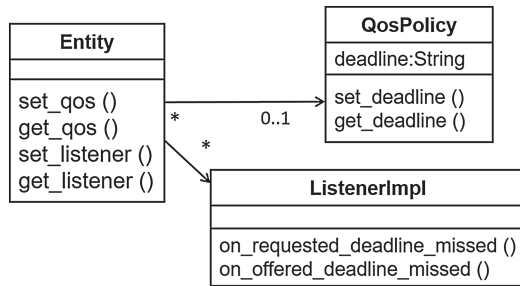 Entity
set_qos ()
get_qos ()
set_listener ()
get_listener ()
QosPolicy
deadline:String
set_deadline ()
get_deadline ()
*
0..1
*
ListenerImpl
on_requested_deadline_missed ()
on_offered_deadline_missed ()